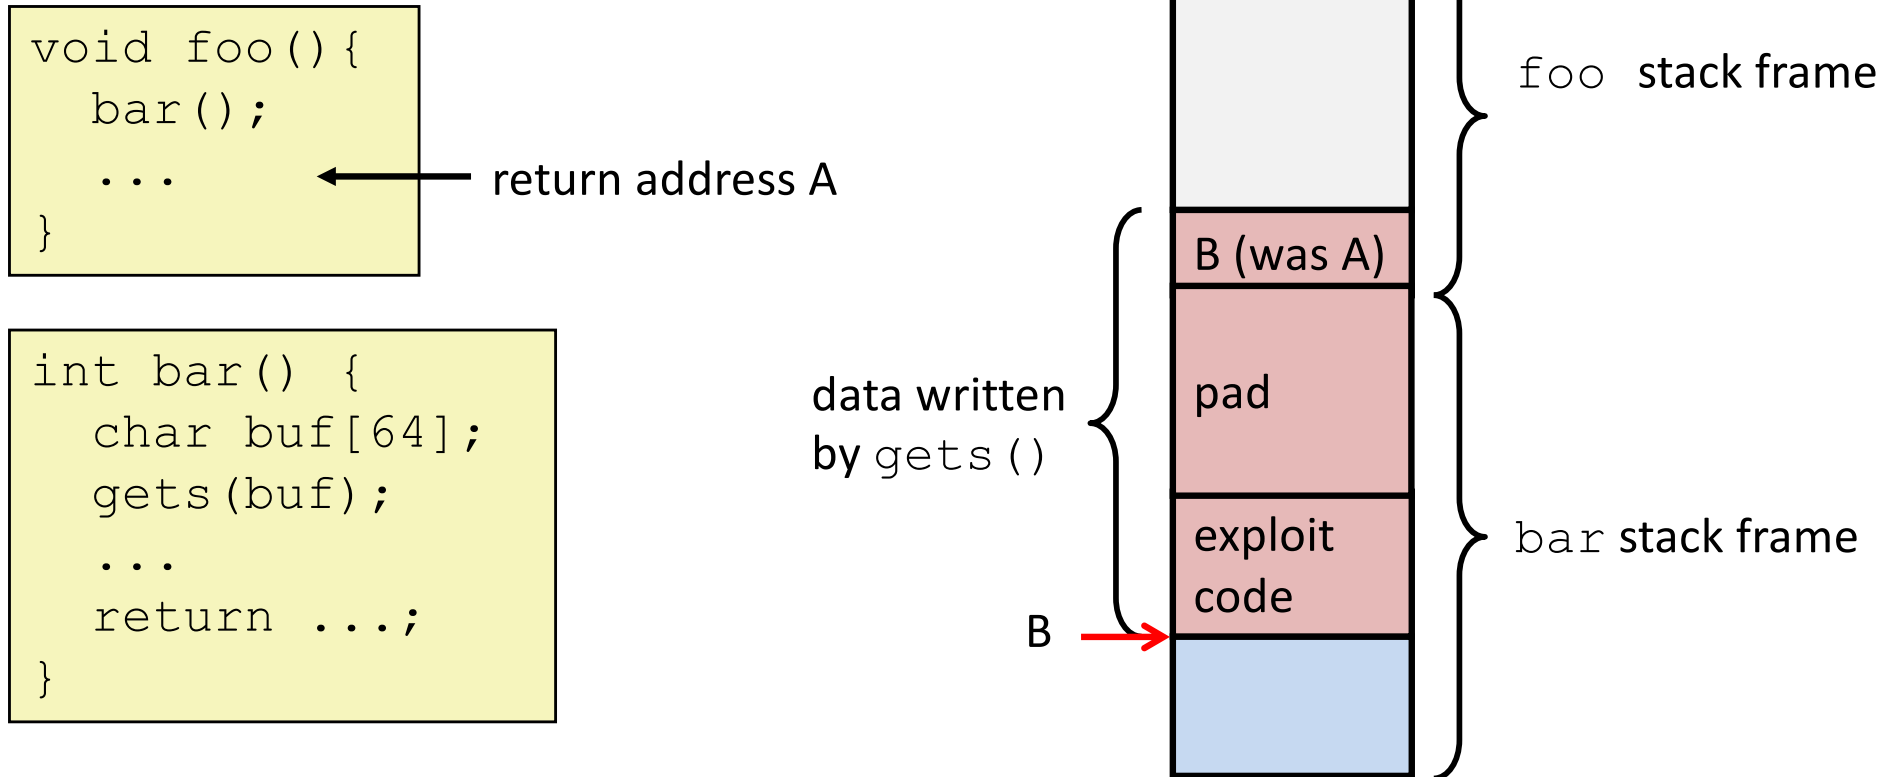 void foo(){
  bar();
  ...
}
return address A
int bar() {
  char buf[64];
  gets(buf);
  ...
  return ...;
}
data written
by gets()
B
B (was A)
pad
exploit
code
foo stack frame
bar stack frame